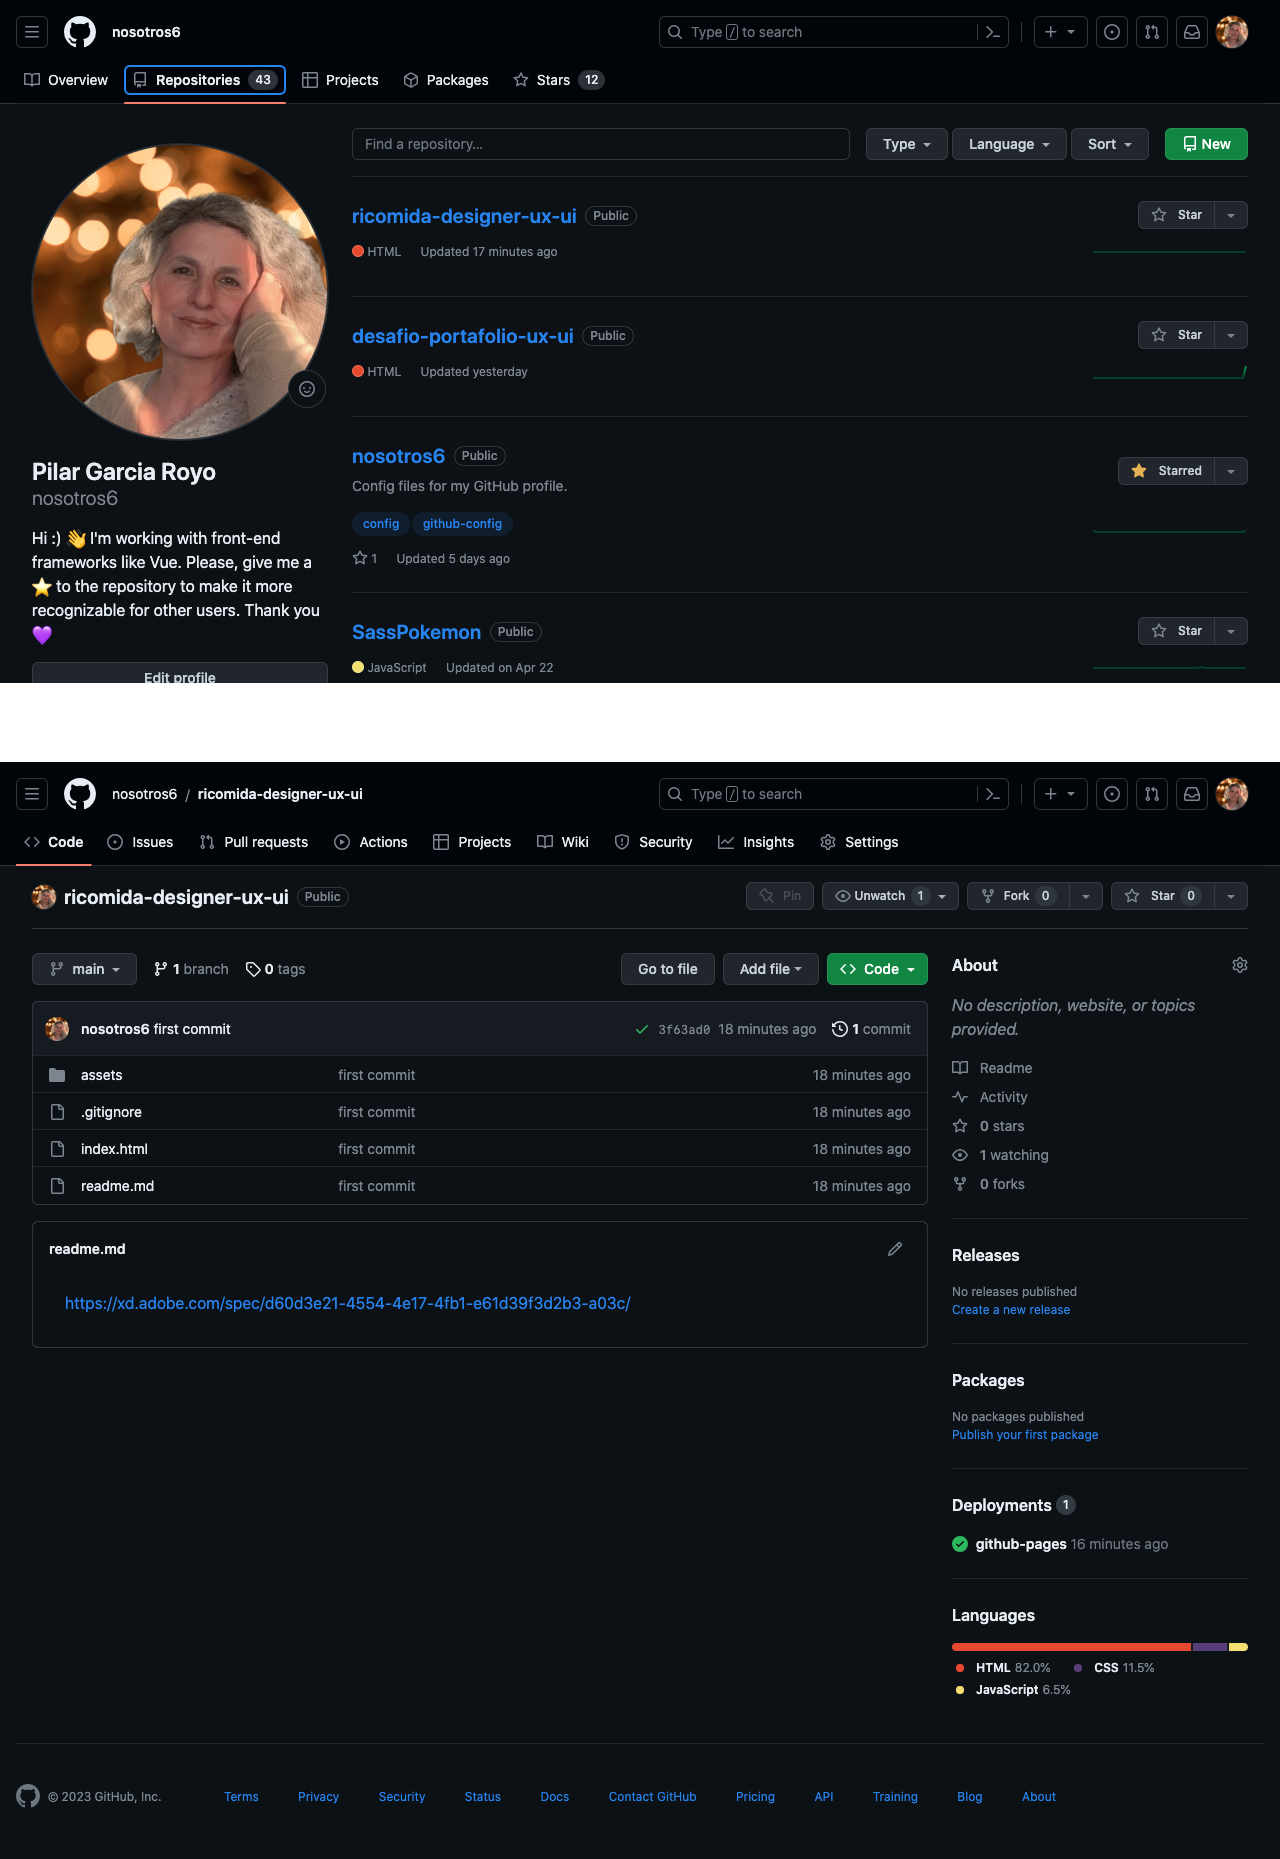 nosotros6
Type / to search
Overview
Repositories 43
Projects
Packages
Stars 12
Find a repository...
Type
Language
Sort
New
ricomida-designer-ux-ui Public
Star
HTML Updated 17 minutes ago
desafio-portafolio-ux-ui Public
Star
HTML Updated yesterday
nosotros6 Public
Config files for my GitHub profile.
Starred
config github-config
1 Updated 5 days ago
SassPokemon Public
Star
JavaScript Updated on Apr 22
Pilar Garcia Royo
nosotros6
Hi :) 👋 I'm working with front-end
frameworks like Vue. Please, give me a
⭐ to the repository to make it more
recognizable for other users. Thank you
💜
Edit profile
nosotros6 / ricomida-designer-ux-ui
Type / to search
Code
Issues
Pull requests
Actions
Projects
Wiki
Security
Insights
Settings
ricomida-designer-ux-ui Public
Pin
Unwatch 1
Fork 0
Star 0
main
1 branch
0 tags
Go to file
Add file
Code
nosotros6 first commit
3f63ad0 18 minutes ago
1 commit
assets first commit 18 minutes ago
.gitignore first commit 18 minutes ago
index.html first commit 18 minutes ago
readme.md first commit 18 minutes ago
readme.md
https://xd.adobe.com/spec/d60d3e21-4554-4e17-4fb1-e61d39f3d2b3-a03c/
About
No description, website, or topics
provided.
Readme
Activity
0 stars
1 watching
0 forks
Releases
No releases published
Create a new release
Packages
No packages published
Publish your first package
Deployments 1
github-pages 16 minutes ago
Languages
HTML 82.0% CSS 11.5%
JavaScript 6.5%
© 2023 GitHub, Inc.
Terms
Privacy
Security
Status
Docs
Contact GitHub
Pricing
API
Training
Blog
About